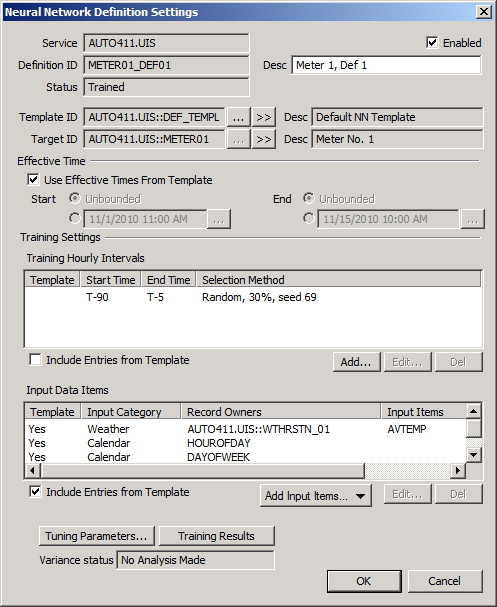 Neural Network Definition Settings
Service AUTO411.UIS Enabled
Definition ID METER01_DEF01 Desc Meter 1, Def 1
Status Trained
Template ID AUTO411.UIS::DEF_TEMPL ... >> Desc Default NN Template
Target ID AUTO411.UIS::METER01 ... >> Desc Meter No. 1
Effective Time
Use Effective Times From Template
Start Unbounded End Unbounded
11/1/2010 11:00 AM ... 11/15/2010 10:00 AM ...
Training Settings
Training Hourly Intervals
Template Start Time End Time Selection Method
T-90 T-5 Random, 30%, seed 69
Include Entries from Template Add... Edit... Del
Input Data Items
Template Input Category Record Owners Input Items
Yes Weather AUTO411.UIS::WTHRSTN_01 AVTEMP
Yes Calendar HOUROFDAY
Yes Calendar DAYOFWEEK
Include Entries from Template Add Input Items... Edit... Del
Tuning Parameters... Training Results
Variance status No Analysis Made
OK Cancel